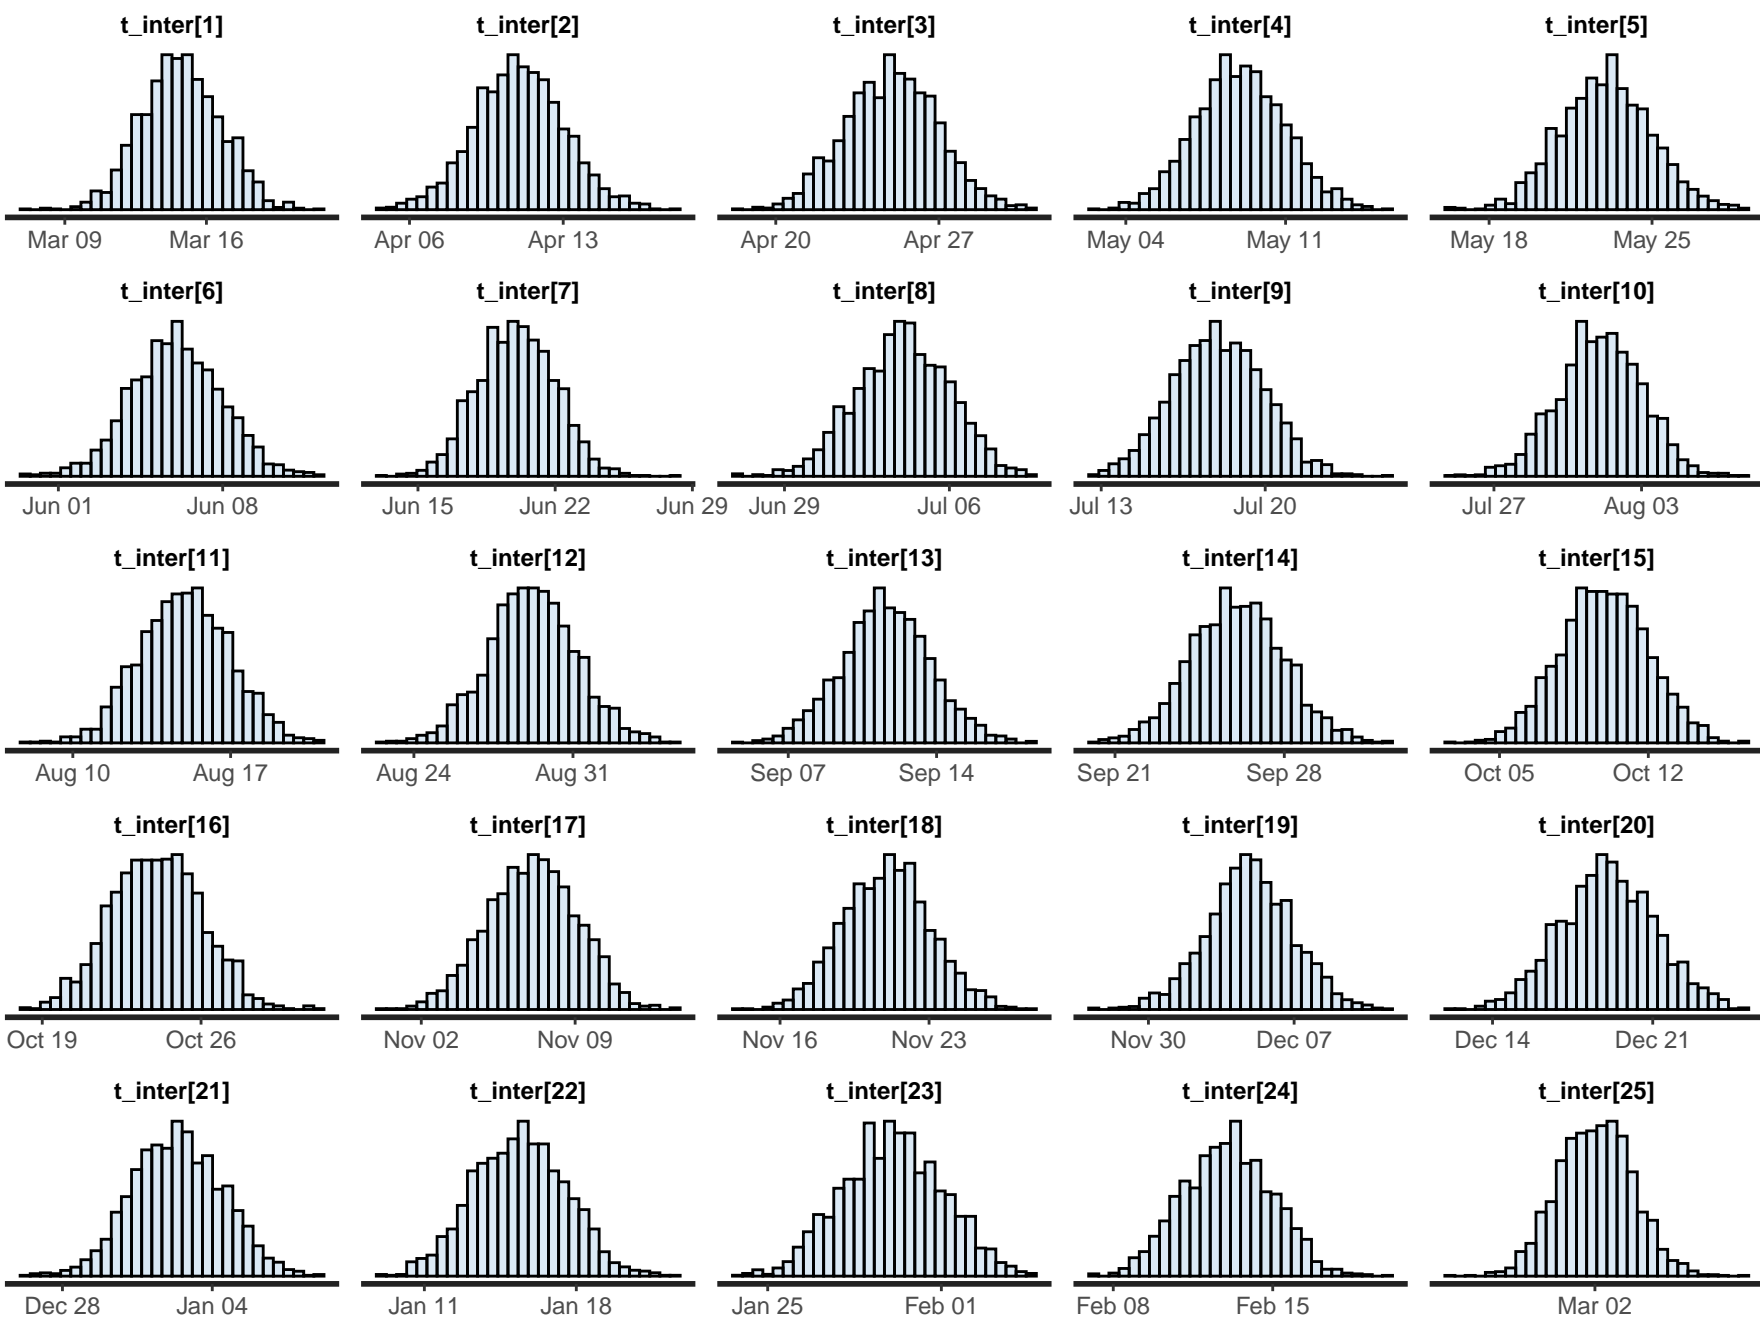 t_inter[1] t_inter[2] t_inter[3] t_inter[4] t_inter[5]
Mar 09 Mar 16 Apr 06 Apr 13 Apr 20 Apr 27 May 04 May 11 May 18 May 25
t_inter[6] t_inter[7] t_inter[8] t_inter[9] t_inter[10]
Jun 01 Jun 08 Jun 15 Jun 22 Jun 29 Jun 29 Jul 06 Jul 13 Jul 20 Jul 27 Aug 03
t_inter[11] t_inter[12] t_inter[13] t_inter[14] t_inter[15]
Aug 10 Aug 17 Aug 24 Aug 31 Sep 07 Sep 14 Sep 21 Sep 28 Oct 05 Oct 12
t_inter[16] t_inter[17] t_inter[18] t_inter[19] t_inter[20]
Oct 19 Oct 26 Nov 02 Nov 09 Nov 16 Nov 23 Nov 30 Dec 07 Dec 14 Dec 21
t_inter[21] t_inter[22] t_inter[23] t_inter[24] t_inter[25]
Dec 28 Jan 04 Jan 11 Jan 18 Jan 25 Feb 01 Feb 08 Feb 15 Mar 02